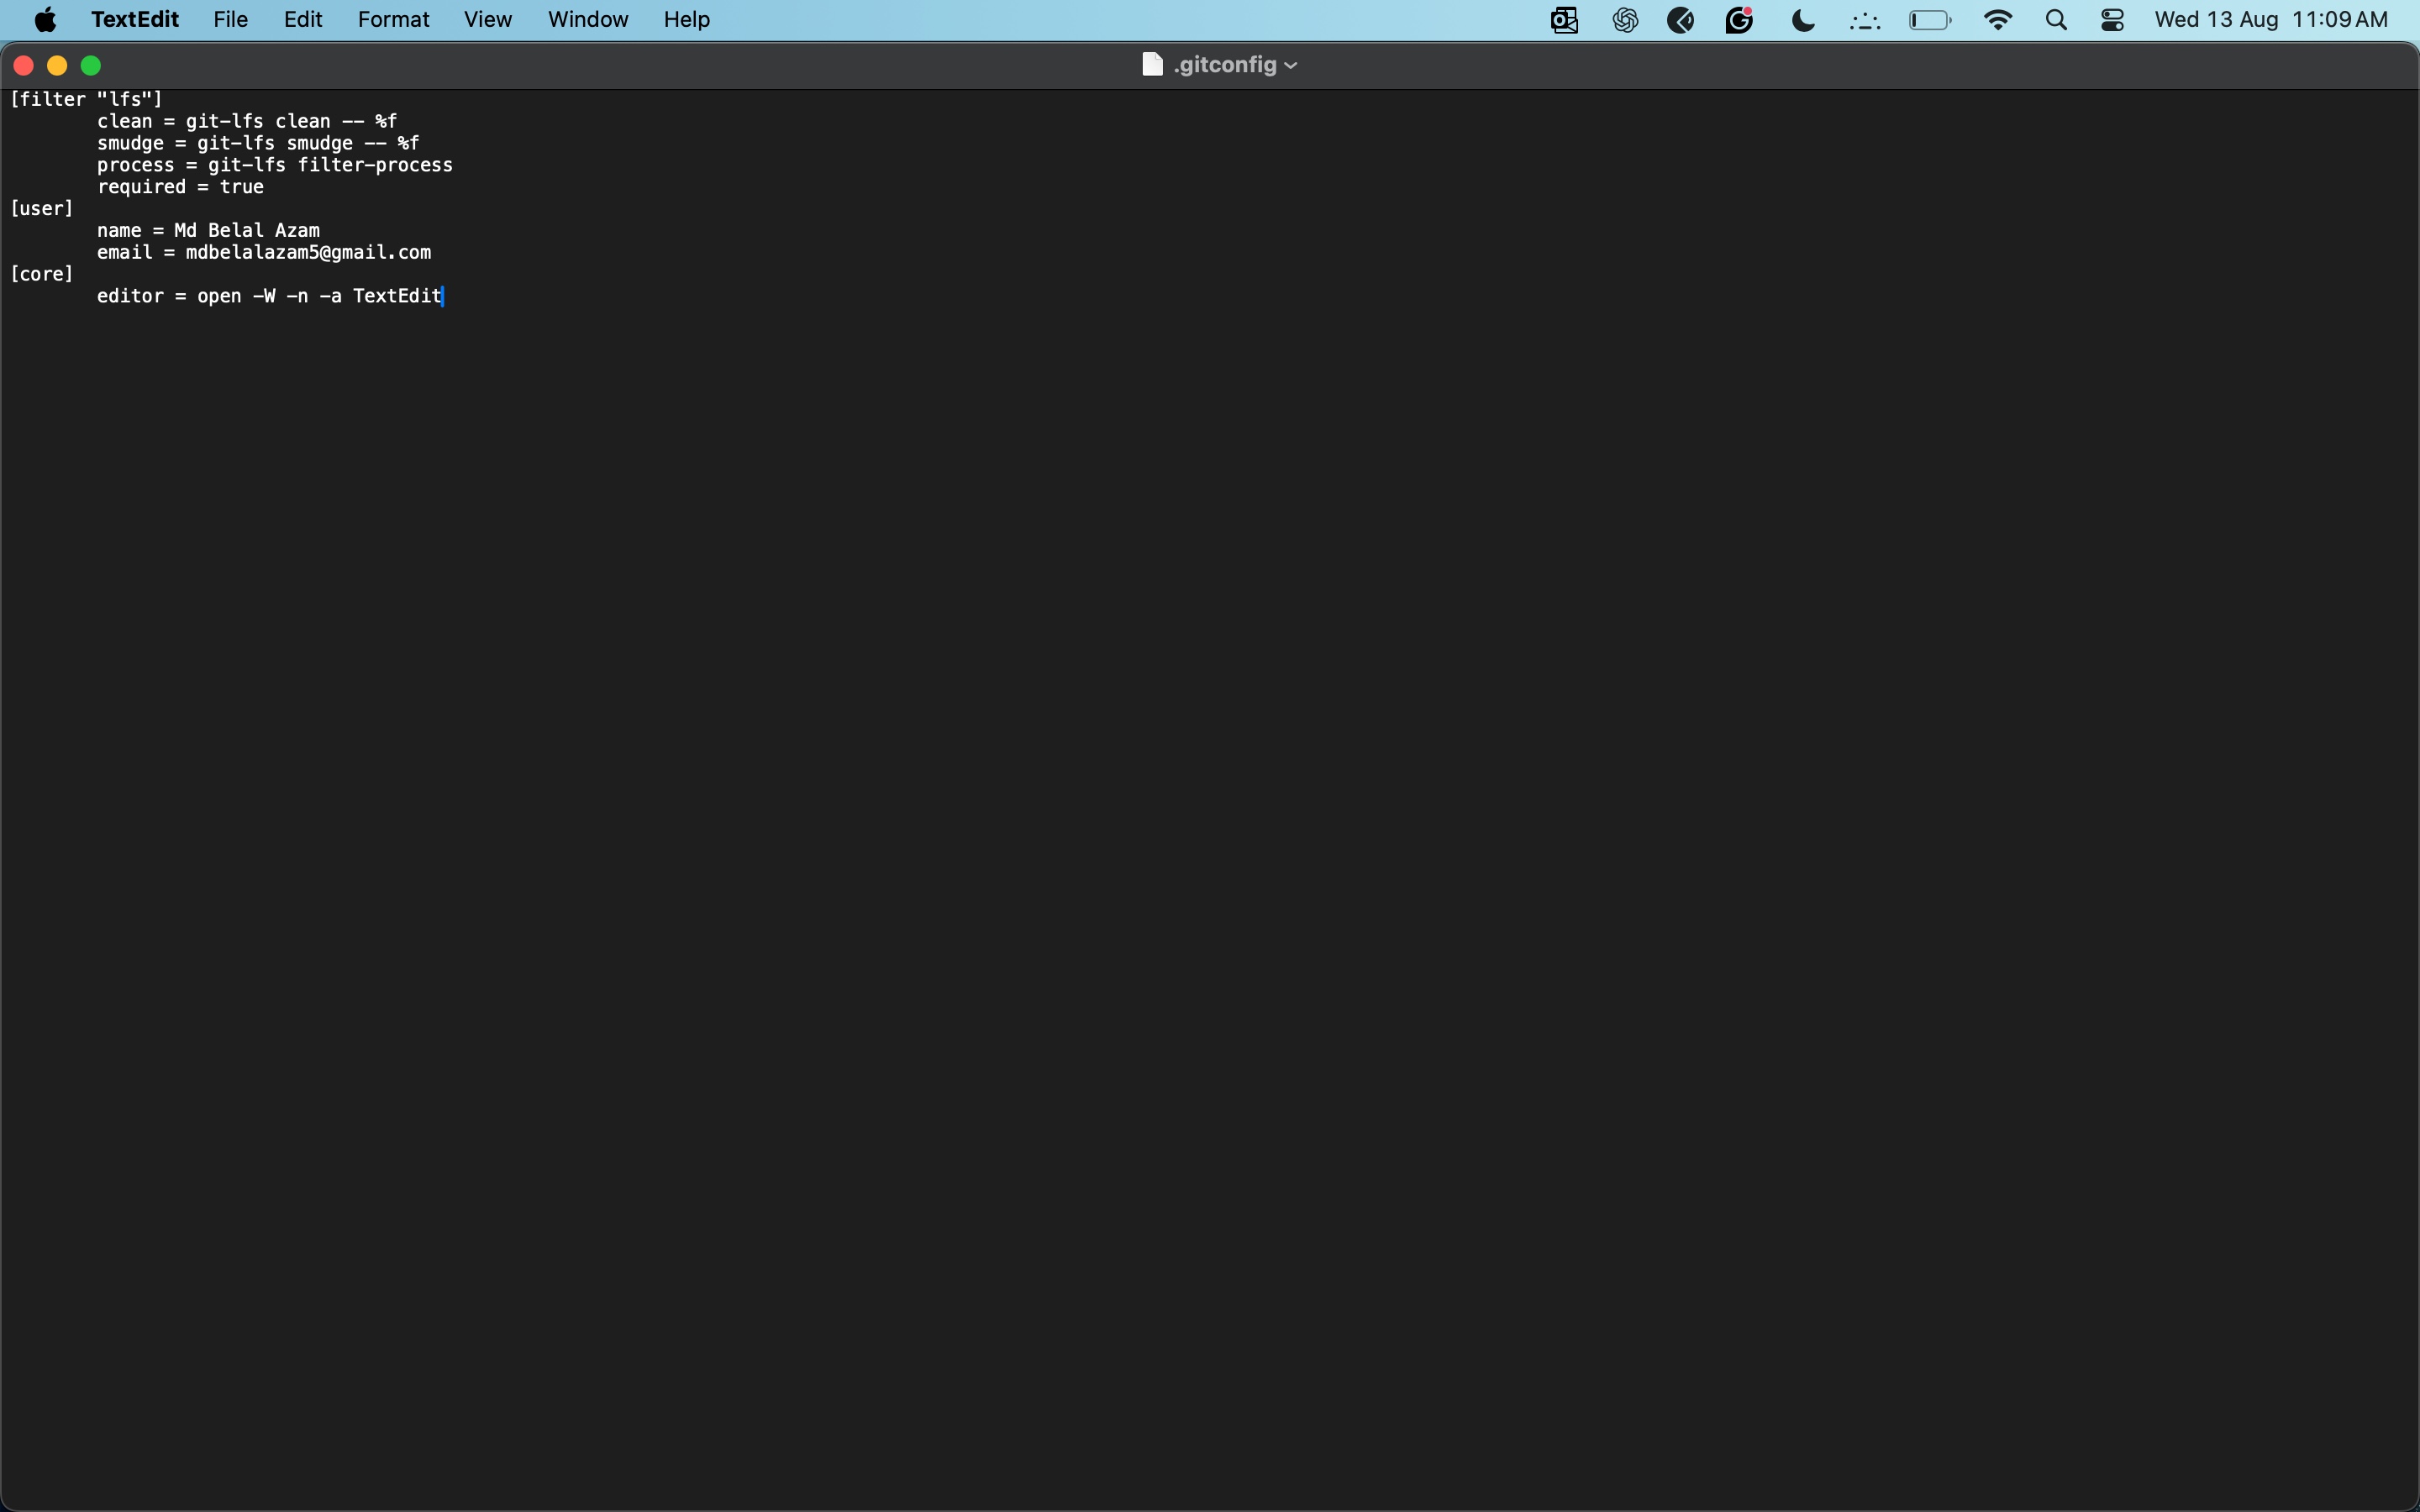 TextEdit File Edit Format View Window Help Wed 13 Aug 11:09 AM
.gitconfig
[filter "lfs"]
clean = git-lfs clean -- %f
smudge = git-lfs smudge -- %f
process = git-lfs filter-process
required = true
[user]
name = Md Belal Azam
email = mdbelalazam5@gmail.com
[core]
editor = open -W -n -a TextEdit